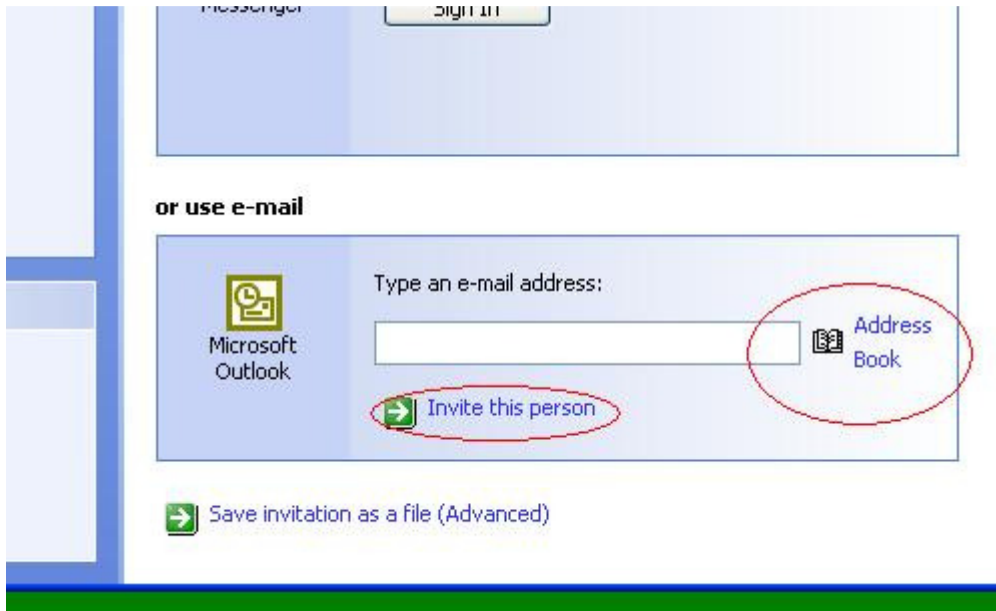 Messenger
Sign In
or use e-mail
Type an e-mail address:
Microsoft
Outlook
Address
Book
Invite this person
Save invitation as a file (Advanced)